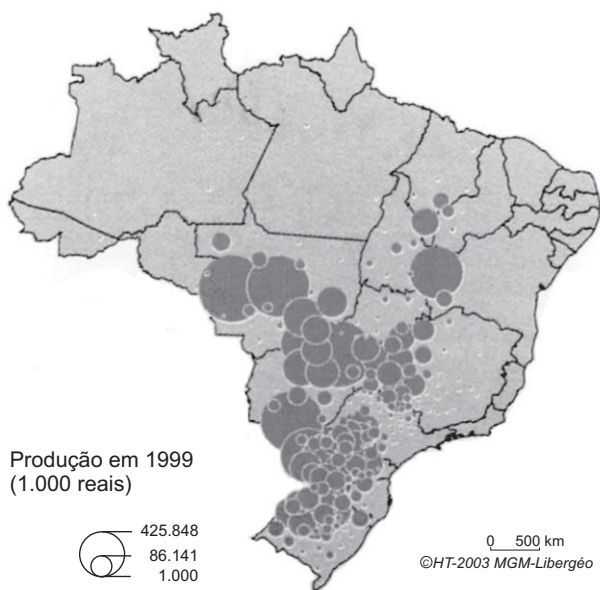 Produção em 1999
(1.000 reais)
425.848
86.141
1.000
0 500 km
©HT-2003 MGM-Libergéo